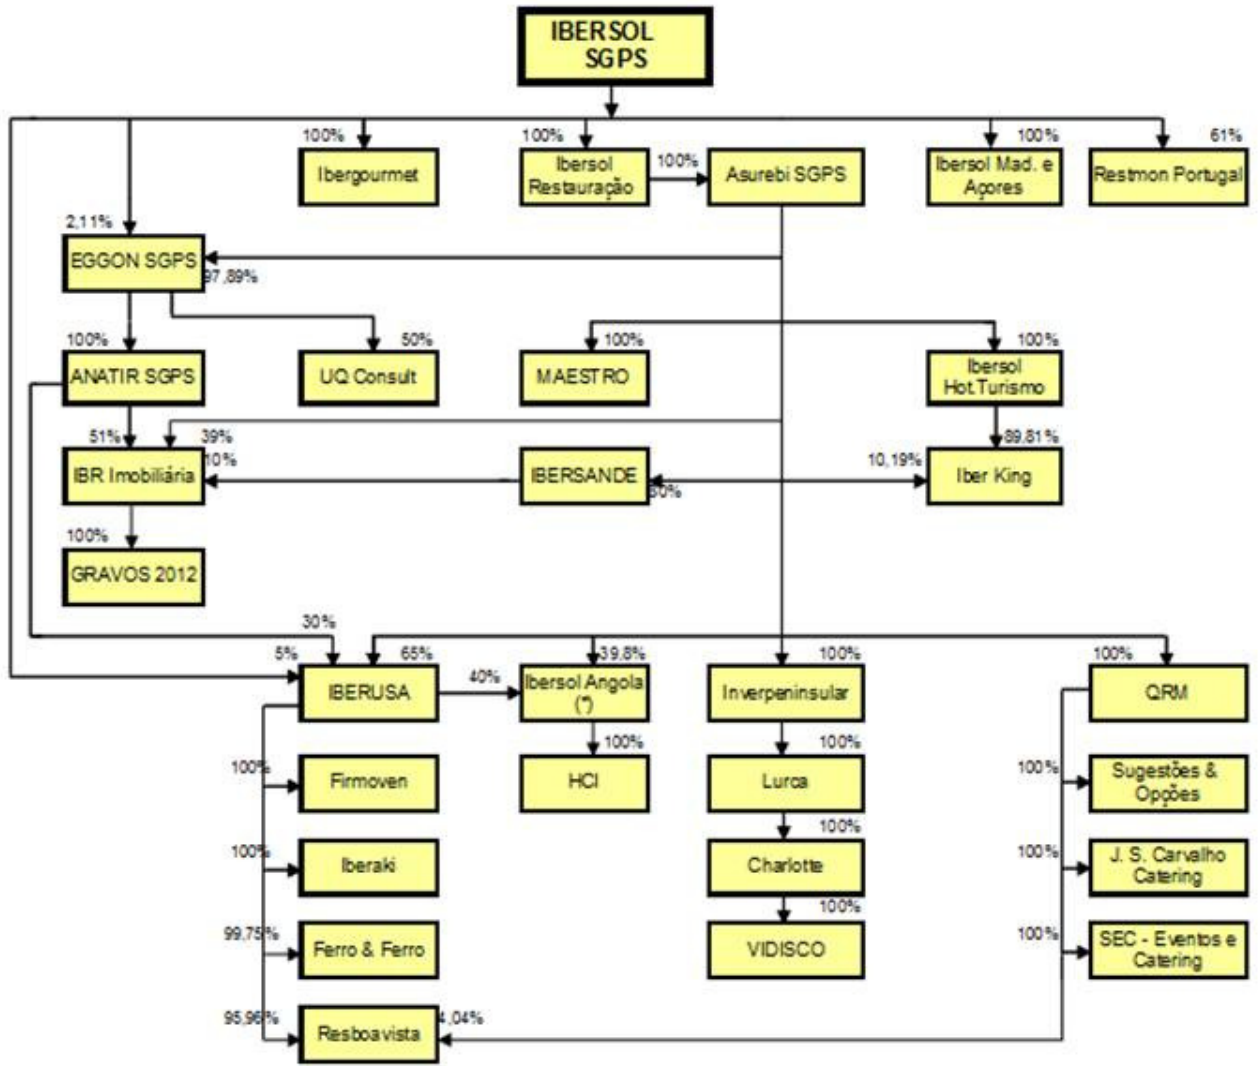 IBERSOL
SGPS
100%
100%
100%
100%
61%
Ibergourmet
Ibersol
Restauração
Asurebi SGPS
Ibersol Mad. e
Açores
Restmon Portugal
2,11%
EGGON SGPS
97,89%
100%
50%
100%
100%
ANATIR SGPS
UQ Consult
MAESTRO
Ibersol
Hot.Turismo
51%
39%
89,81%
10%
10,19%
IBR Imobiliária
IBERSANDE
80%
Iber King
100%
GRAVOS 2012
30%
5%
65%
39,8%
100%
100%
IBERUSA
40%
Ibersol Angola
(*)
Inverpeninsular
QRM
100%
100%
100%
Firmoven
HCI
Lurca
100%
Sugestões &
Opções
100%
100%
Iberaki
Charlotte
100%
J. S. Carvalho
Catering
100%
99,75%
Ferro & Ferro
VIDISCO
100%
SEC - Eventos e
Catering
95,96%
Resboavista
4,04%